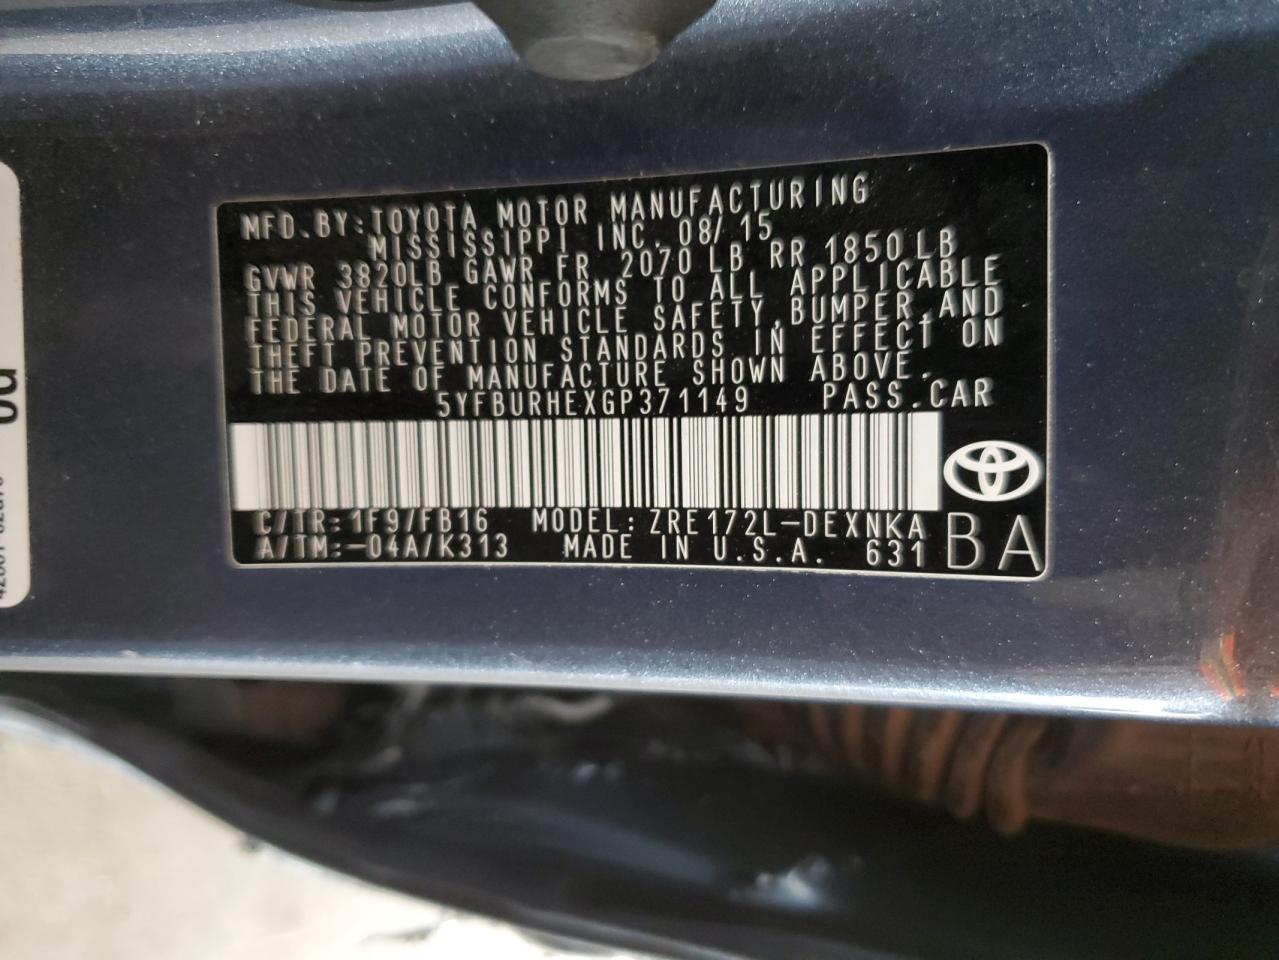 MFD. BY: TOYOTA MOTOR MANUFACTURING
MISSISSIPPI, INC. 08/15
GVWR 3820LB GAWR FR 2070 LB RR 1850 LB
THIS VEHICLE CONFORMS TO ALL APPLICABLE
FEDERAL MOTOR VEHICLE SAFETY, BUMPER, AND
THEFT PREVENTION STANDARDS IN EFFECT ON
THE DATE OF MANUFACTURE SHOWN ABOVE.
5YFBURHEXGP371149 PASS. CAR
C/TR: 1F9/FB16 MODEL: ZRE172L-DEXNKA
A/TM: -04A/K313 MADE IN U.S.A. 631
BA